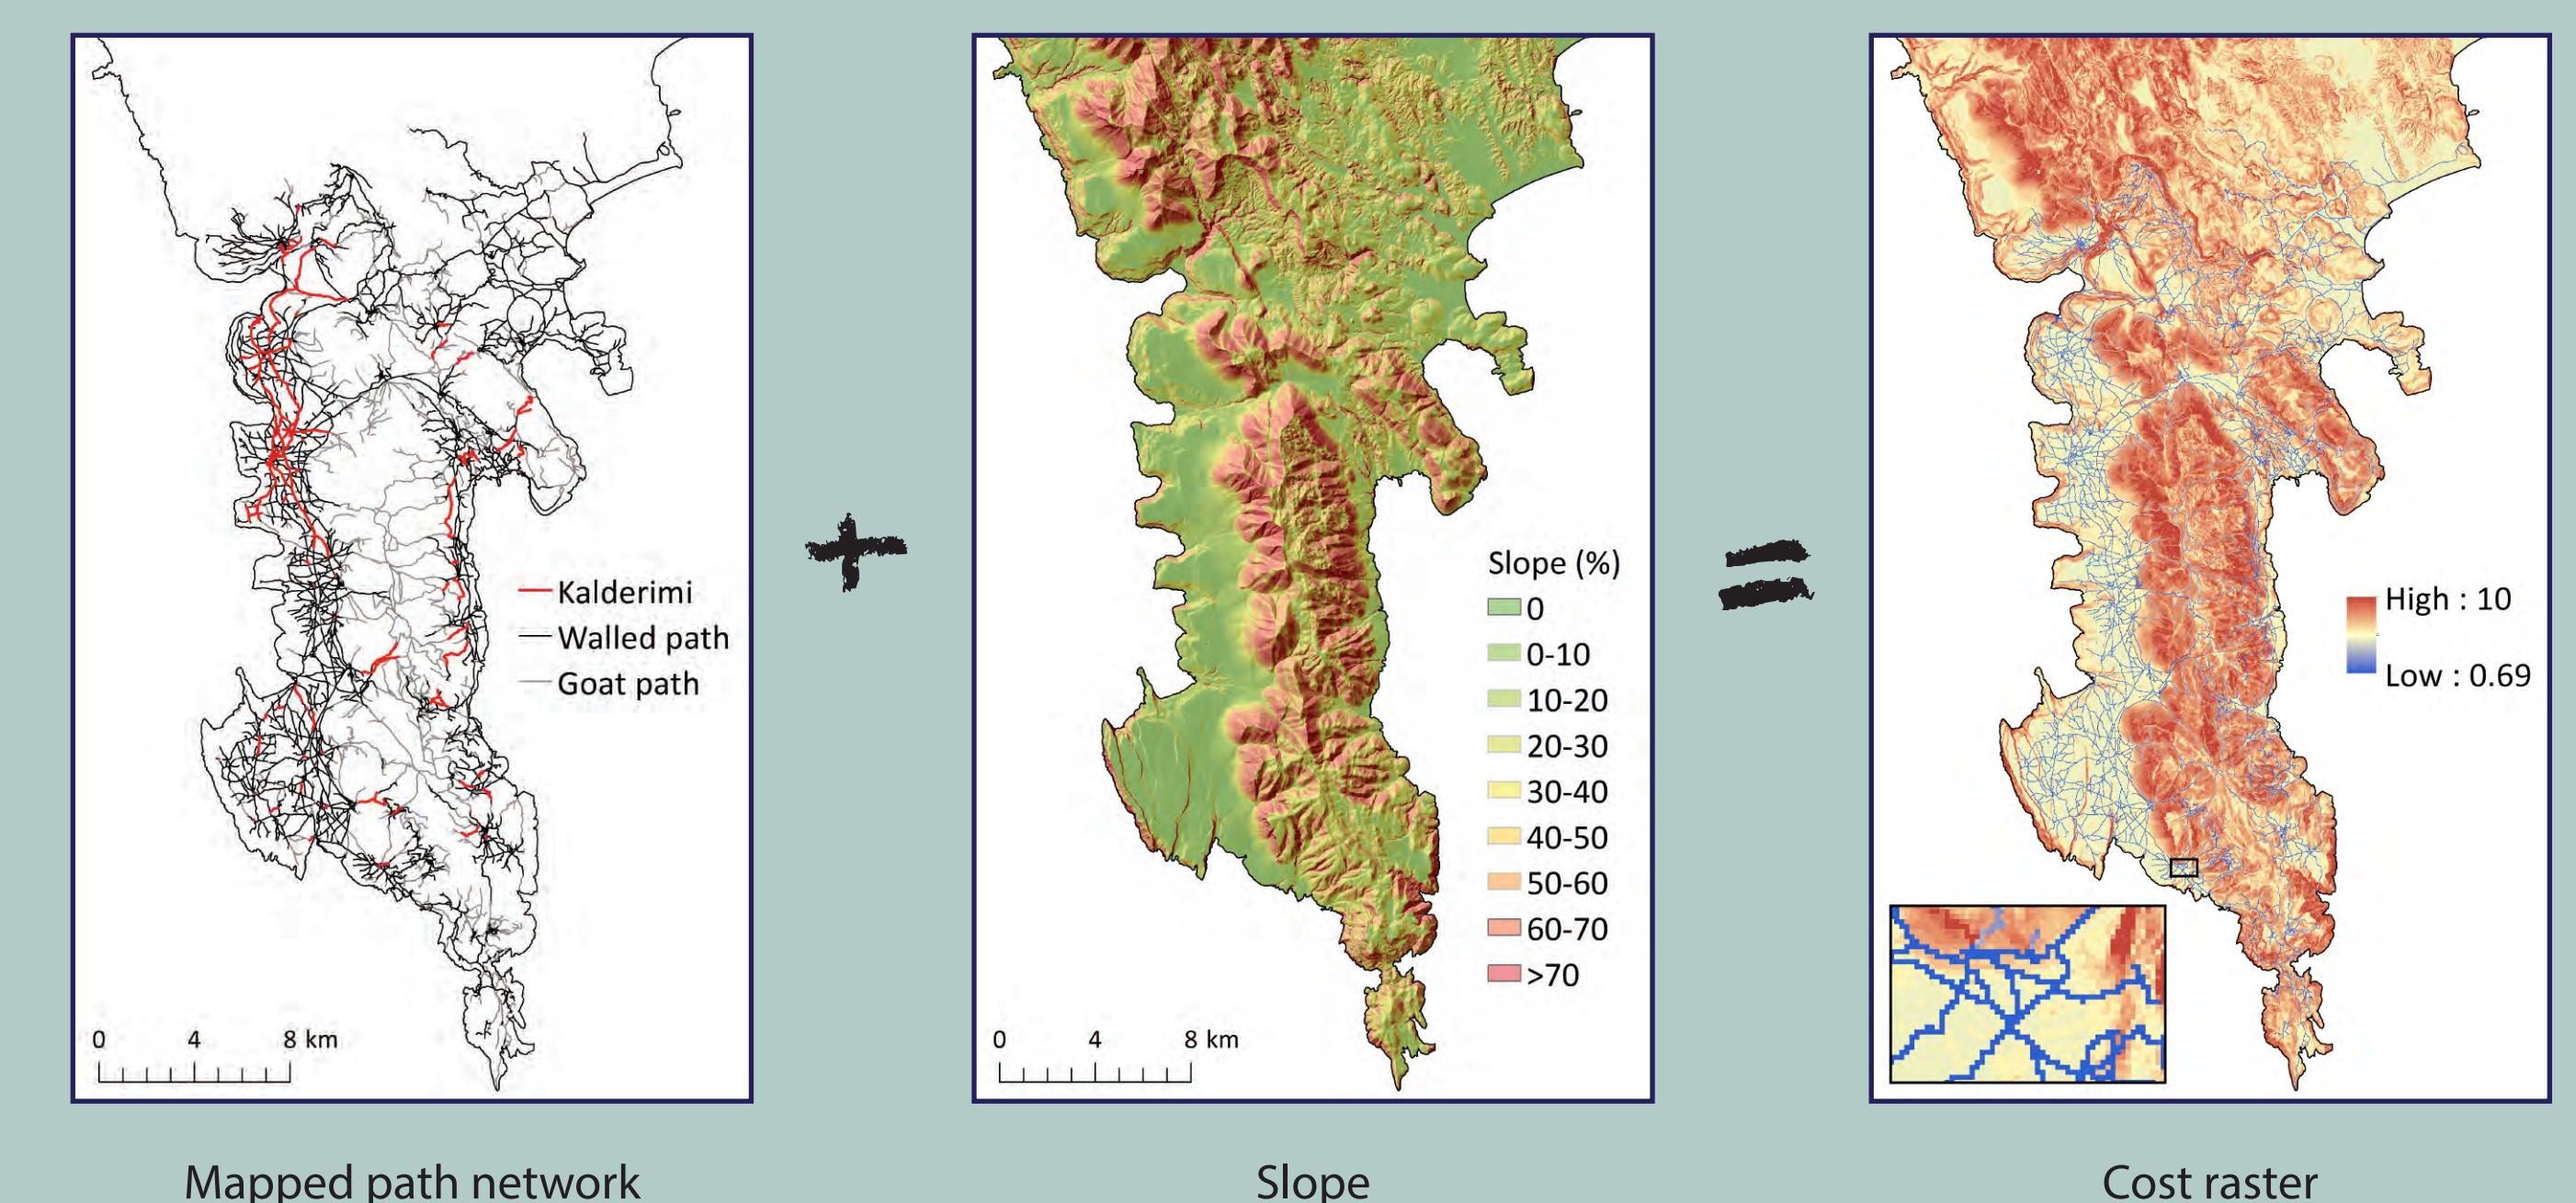 Kalderimi
Walled path
Goat path
0 4 8 km
Mapped path network
+
Slope (%)
0
0-10
10-20
20-30
30-40
40-50
50-60
60-70
>70
0 4 8 km
Slope
=
High : 10
Low : 0.69
Cost raster